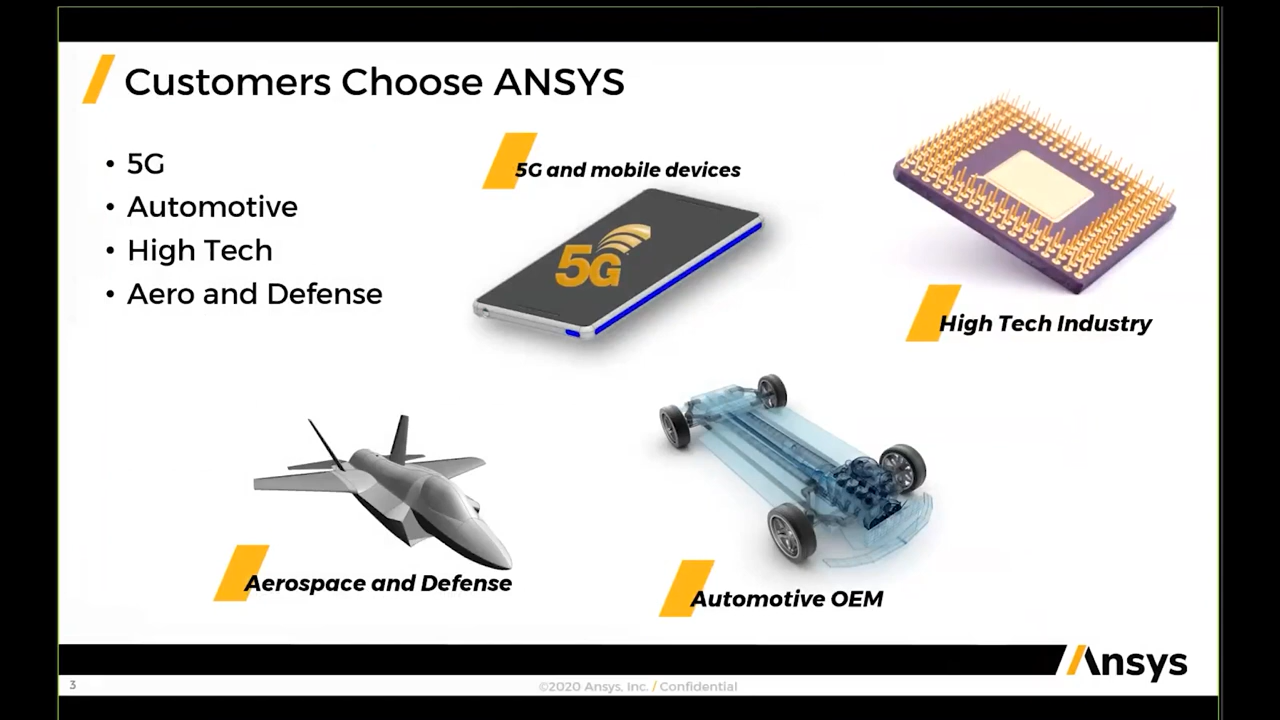 Customers Choose ANSYS
• 5G
• Automotive
• High Tech
• Aero and Defense
5G and mobile devices
5G
High Tech Industry
Aerospace and Defense
Automotive OEM
Ansys
3
©2020 Ansys, Inc. / Confidential